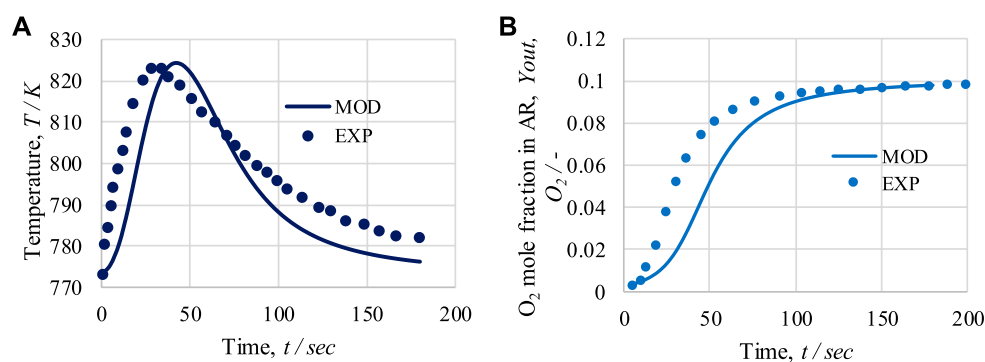 A
830
820
810
800
790
780
770
0
50
100
150
200
Temperature, T / K
Time, t / sec
MOD
EXP
B
0.12
0.1
0.08
0.06
0.04
0.02
0
0
50
100
150
200
O2 mole fraction in AR, Yout,
O2 / -
Time, t / sec
MOD
EXP